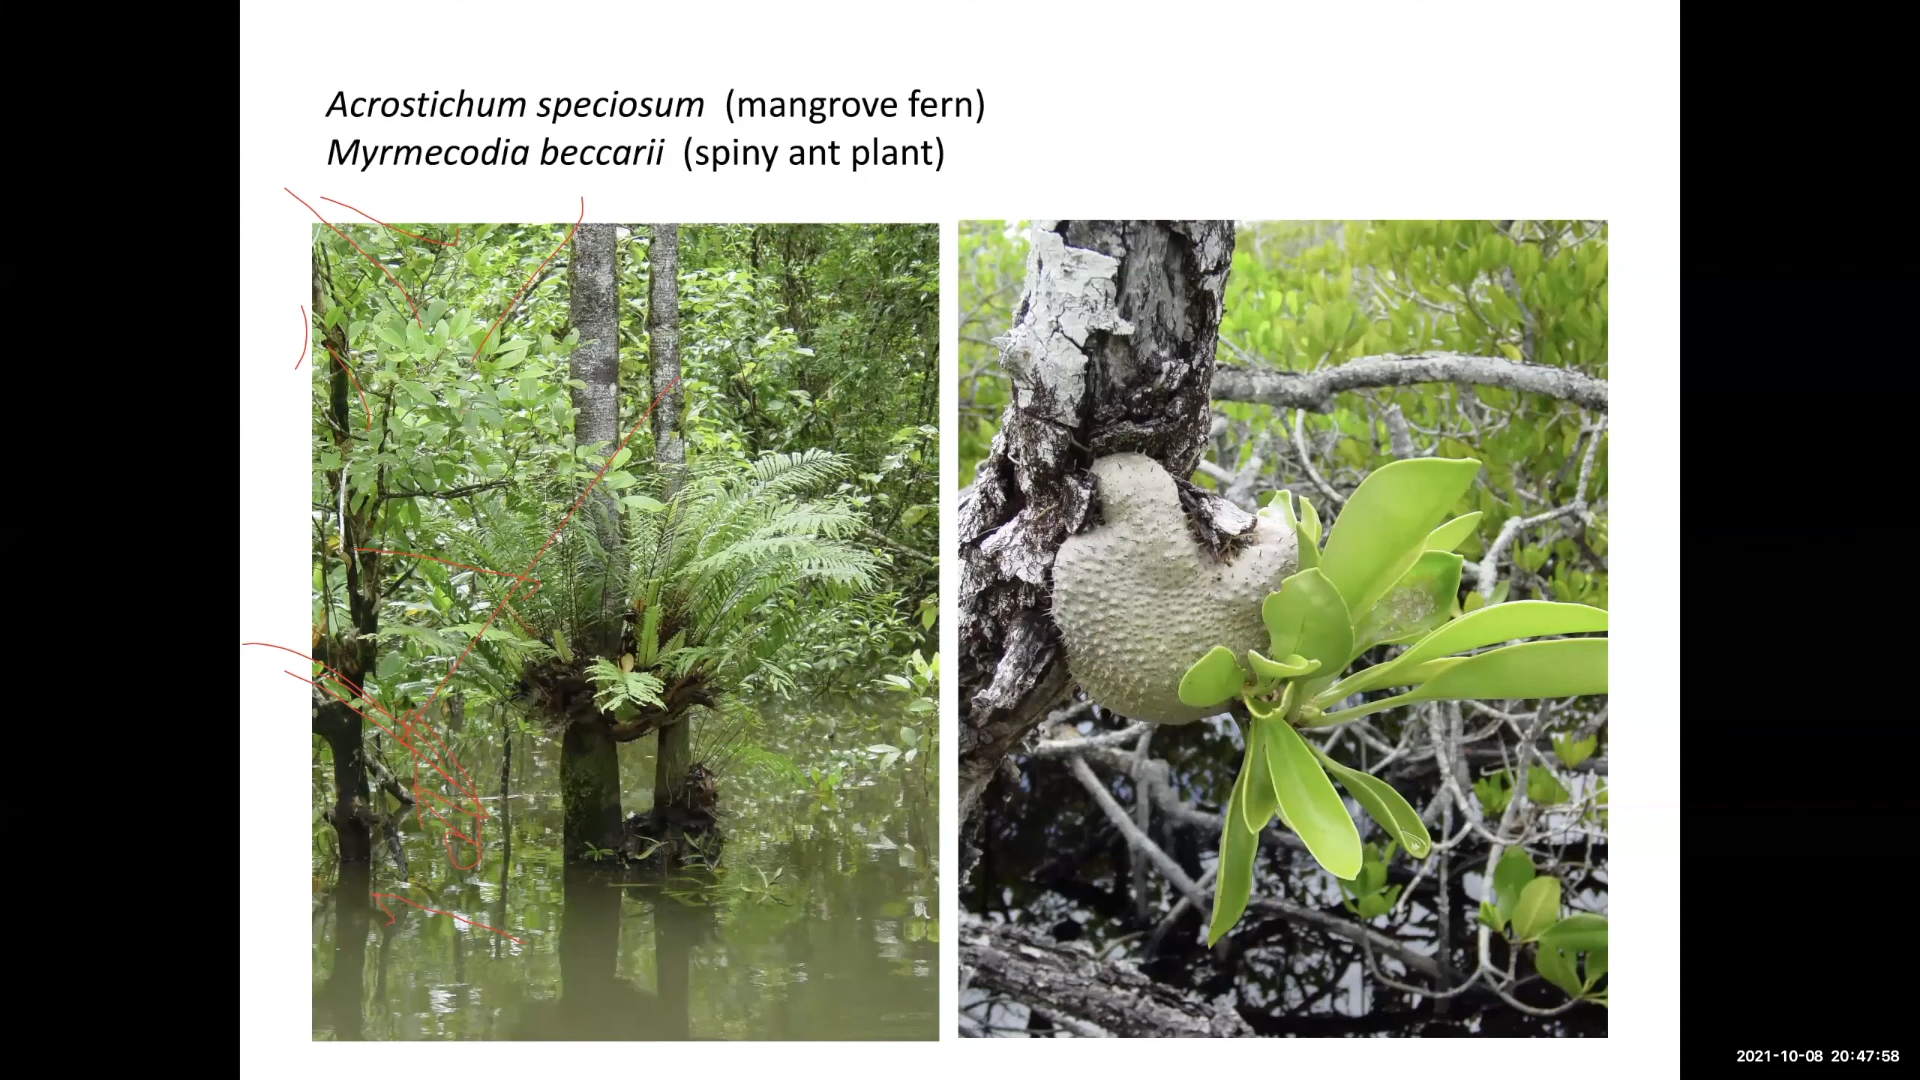 Acrostichum speciosum (mangrove fern)
Myrmecodia beccarii (spiny ant plant)
2021-10-08 20:47:58